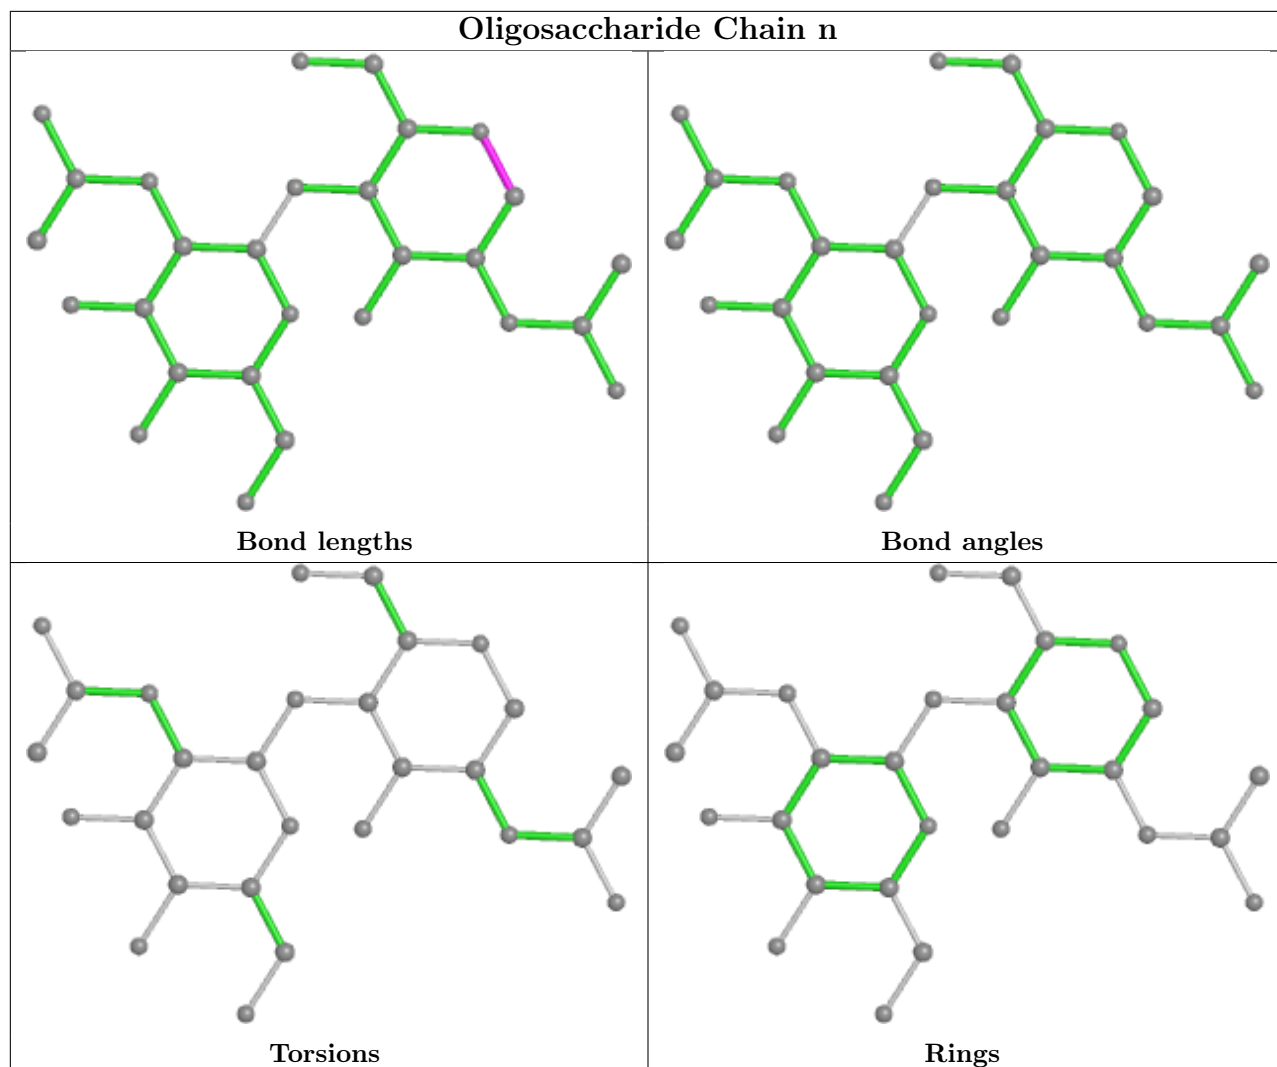 Oligosaccharide Chain n
Bond lengths
Bond angles
Torsions
Rings